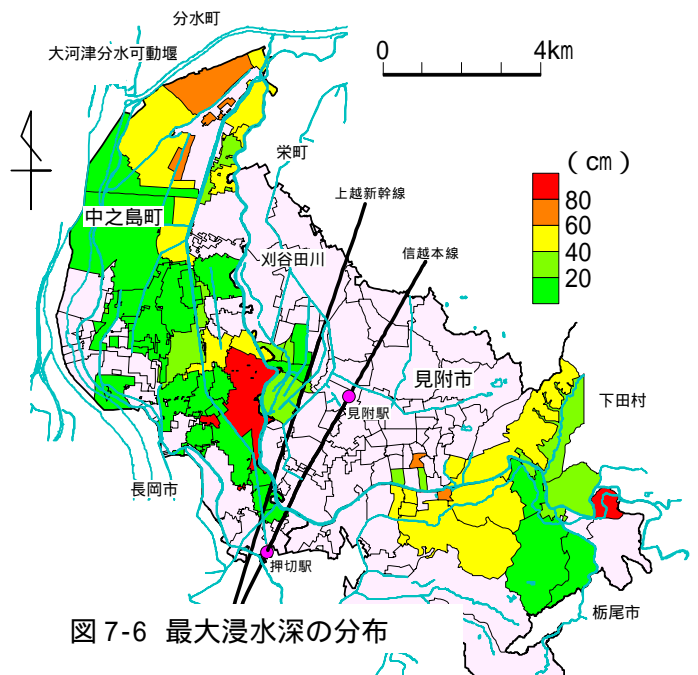 分水町
大河津分水可動堰
0 4km
栄町
(cm)
上越新幹線
80
60
40
20
中之島町
信越本線
刈谷田川
見附市
見附駅
下田村
長岡市
押切駅
栃尾市
図 7-6 最大浸水深の分布